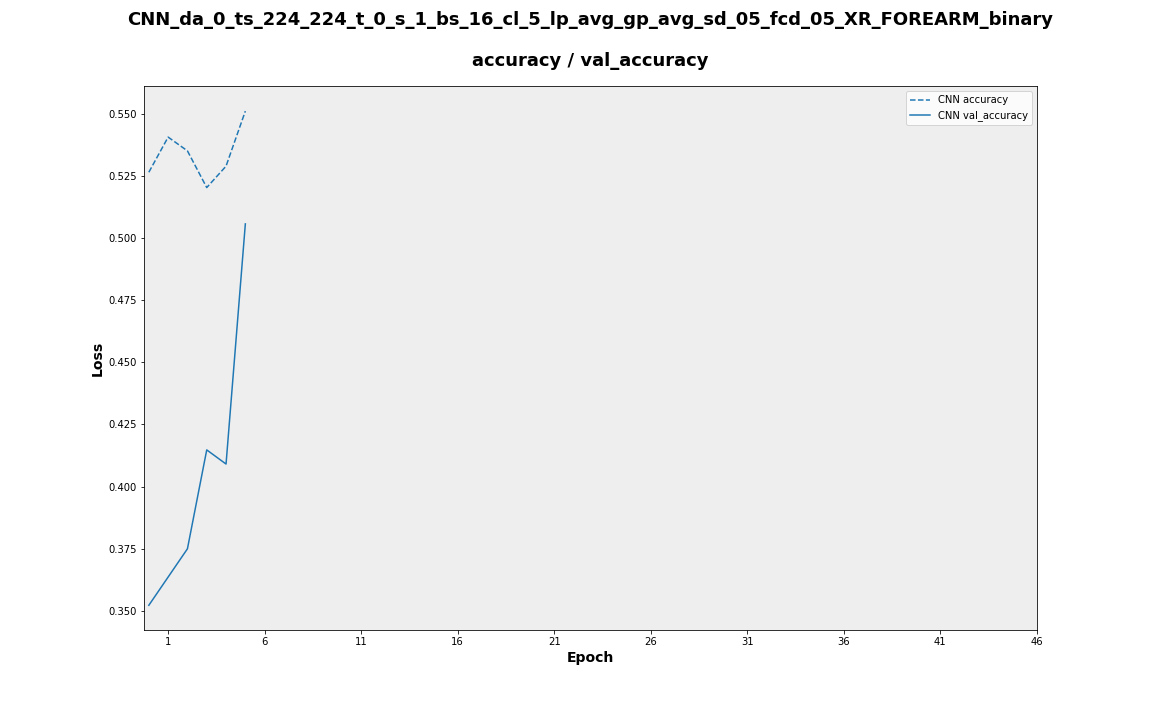 CNN_da_0_ts_224_224_t_0_s_1_bs_16_cl_5_lp_avg_gp_avg_sd_05_fcd_05_XR_FOREARM_binary
accuracy / val_accuracy
CNN accuracy
CNN val_accuracy
0.550
0.525
0.500
0.475
0.450
0.425
0.400
0.375
0.350
Loss
1 6 11 16 21 26 31 36 41 46
Epoch